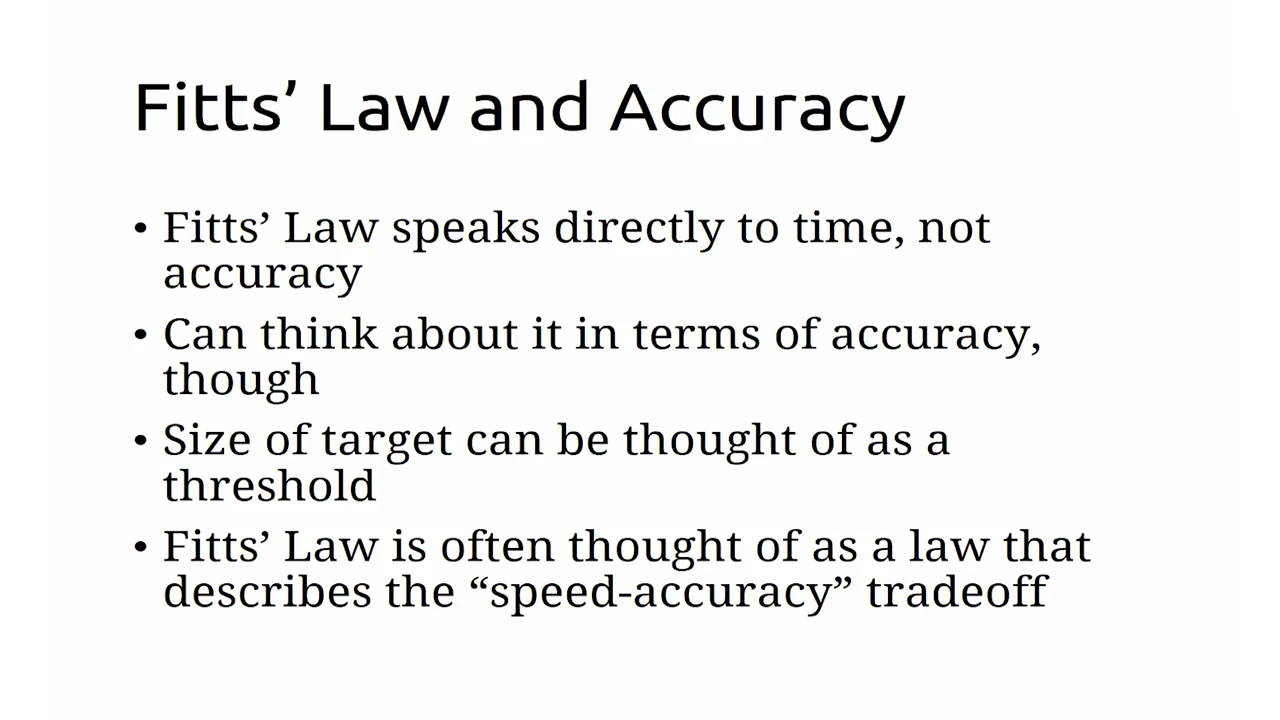 Fitts’ Law and Accuracy
• Fitts’ Law speaks directly to time, not
accuracy
• Can think about it in terms of accuracy,
though
• Size of target can be thought of as a
threshold
• Fitts’ Law is often thought of as a law that
describes the “speed-accuracy” tradeoff